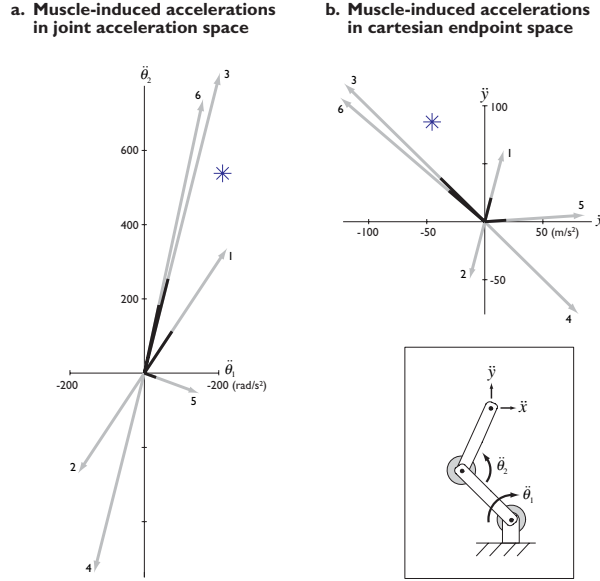 a. Muscle-induced accelerations
in joint acceleration space
b. Muscle-induced accelerations
in cartesian endpoint space
θ̈₂
3
6
600
400
1
200
-200
θ̈₁
-200 (rad/s²)
5
2
4
3
6
ÿ
100
1
5
ẍ
-100
-50
50 (m/s²)
2
-50
4
ÿ
ẍ
θ̈₂
θ̈₁